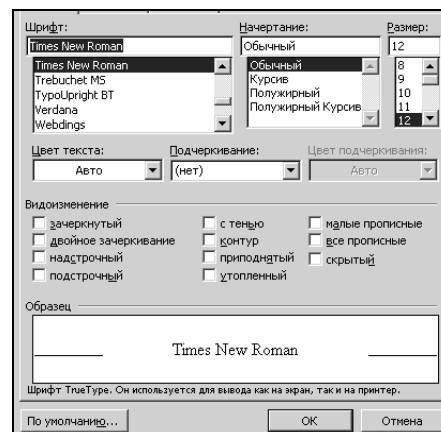 Шрифт: Начертание: Размер:
Times New Roman Обычный 12
Times New Roman Обычный 8
Trebuchet MS Курсив 9
TypoUpright BT Полужирный 10
Verdana Полужирный Курсив 11
Webdings 12
Цвет текста: Подчеркивание: Цвет подчеркивания:
Авто (нет) Авто
Видоизменение
зачеркнутый с тенью малые прописные
двойное зачеркивание контур все прописные
надстрочный приподнятый скрытый
подстрочный утопленный
Образец
Times New Roman
Шрифт TrueType. Он используется для вывода как на экран, так и на принтер.
По умолчанию... ОК Отмена